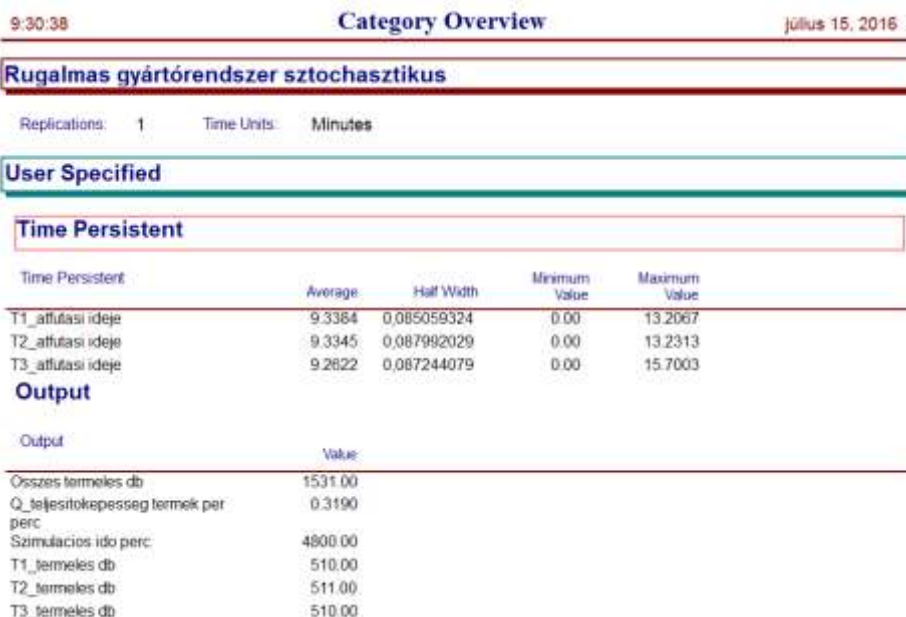 9:30:38 Category Overview július 15, 2016
Rugalmas gyártórendszer sztochasztikus
Replications: 1 Time Units: Minutes
User Specified
Time Persistent
Time Persistent Average Half Width Minimum Value Maximum Value
T1_atfutasi ideje 9.3364 0,085059324 0.00 13.2067
T2_atfutasi ideje 9.3345 0,087992029 0.00 13.2313
T3_atfutasi ideje 9.2622 0,087244079 0.00 15.7003
Output
Output Value
Osszes termeles db 1531.00
Q_teljesitokepesseg termek per perc 0.3190
Szimulacios ido perc 4800.00
T1_termeles db 510.00
T2_termeles db 511.00
T3_termeles db 510.00